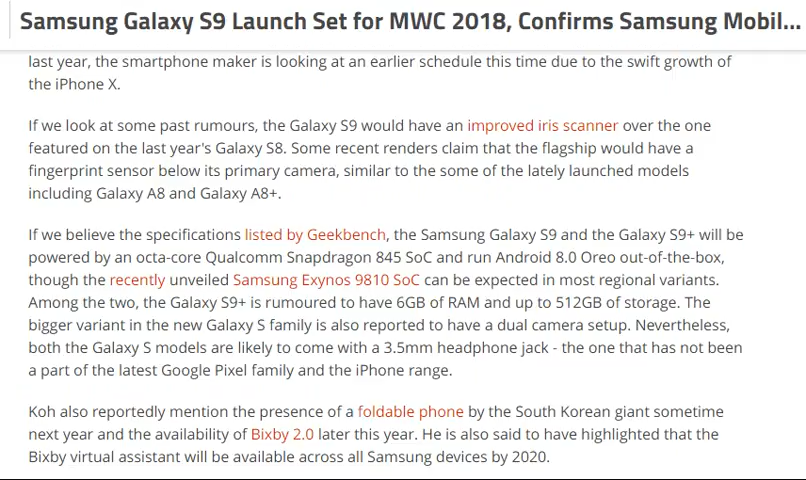 Samsung Galaxy S9 Launch Set for MWC 2018, Confirms Samsung Mobil...
last year, the smartphone maker is looking at an earlier schedule this time due to the swift growth of
the iPhone X.
If we look at some past rumours, the Galaxy S9 would have an improved iris scanner over the one
featured on the last year's Galaxy S8. Some recent renders claim that the flagship would have a
fingerprint sensor below its primary camera, similar to the some of the lately launched models
including Galaxy A8 and Galaxy A8+.
If we believe the specifications listed by Geekbench, the Samsung Galaxy S9 and the Galaxy S9+ will be
powered by an octa-core Qualcomm Snapdragon 845 SoC and run Android 8.0 Oreo out-of-the-box,
though the recently unveiled Samsung Exynos 9810 SoC can be expected in most regional variants.
Among the two, the Galaxy S9+ is rumoured to have 6GB of RAM and up to 512GB of storage. The
bigger variant in the new Galaxy S family is also reported to have a dual camera setup. Nevertheless,
both the Galaxy S models are likely to come with a 3.5mm headphone jack - the one that has not been
a part of the latest Google Pixel family and the iPhone range.
Koh also reportedly mention the presence of a foldable phone by the South Korean giant sometime
next year and the availability of Bixby 2.0 later this year. He is also said to have highlighted that the
Bixby virtual assistant will be available across all Samsung devices by 2020.